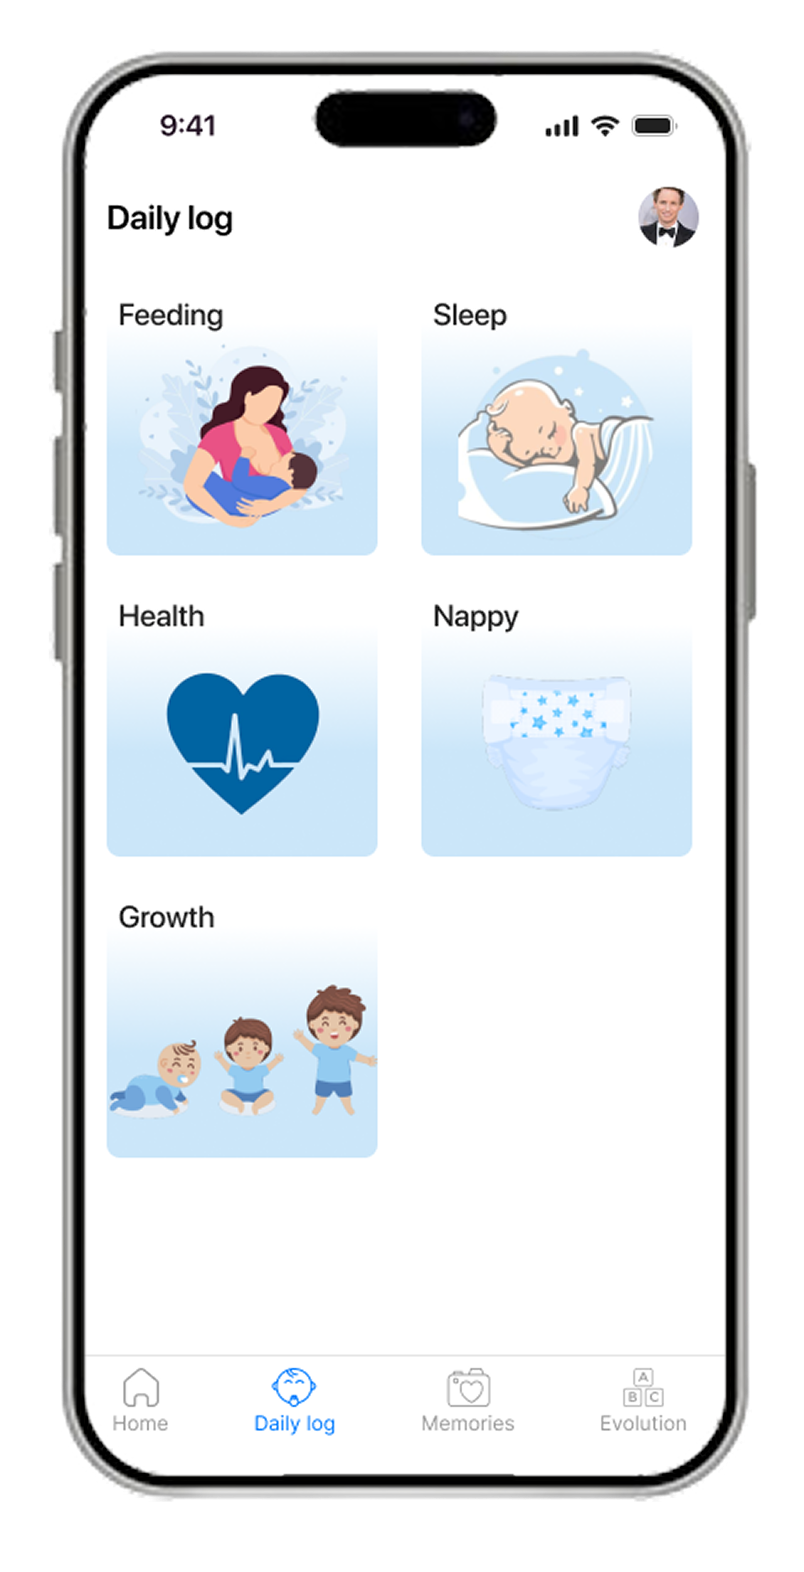 9:41
Daily log
Feeding
Sleep
Health
Nappy
Growth
A
B C
Home
Daily log
Memories
Evolution